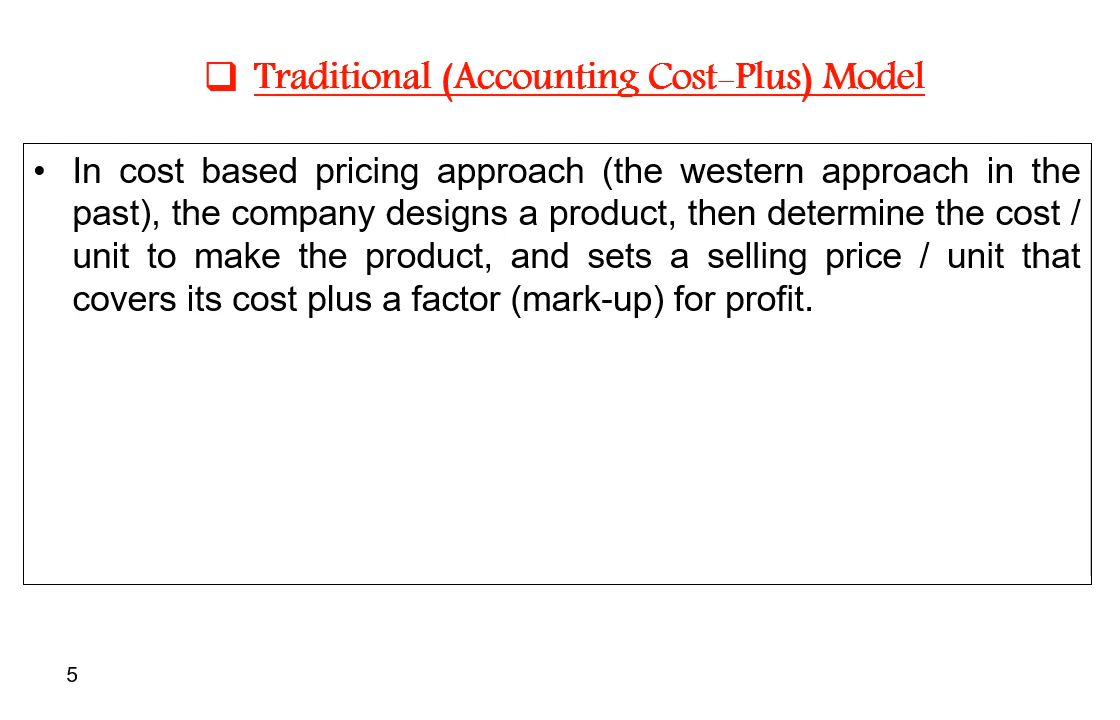 ❑ Traditional (Accounting Cost-Plus) Model
• In cost based pricing approach (the western approach in the
past), the company designs a product, then determine the cost /
unit to make the product, and sets a selling price / unit that
covers its cost plus a factor (mark-up) for profit.
5